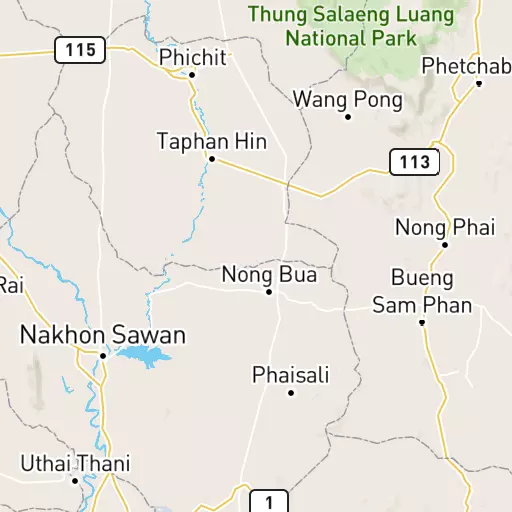 Thung Salaeng Luang
National Park
115
Phichit
Phetchab
Wang Pong
Taphan Hin
113
Nong Phai
Rai
Nong Bua
Bueng
Sam Phan
Nakhon Sawan
Phaisali
Uthai Thani
1